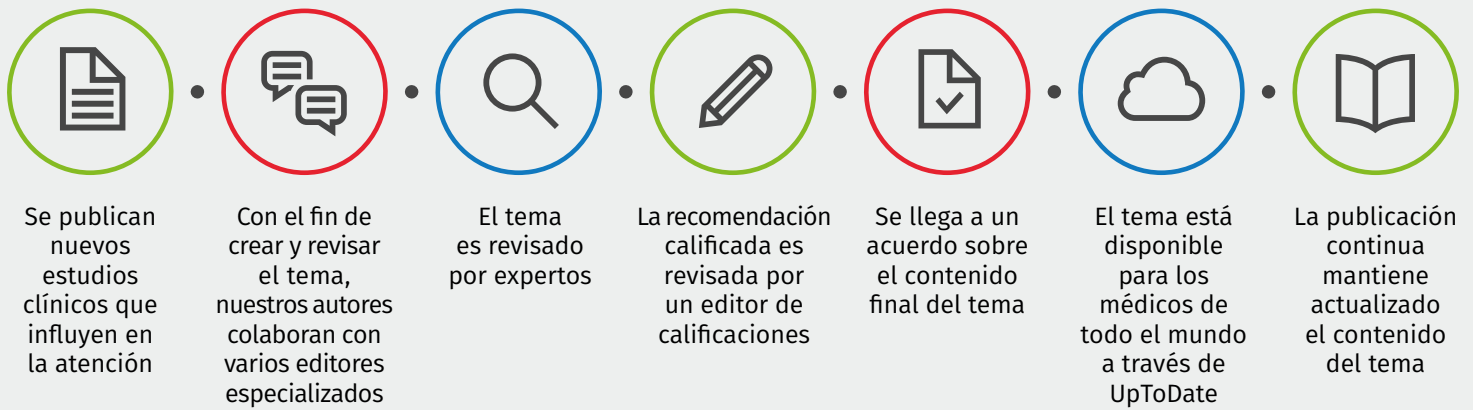 Se publican
nuevos
estudios
clínicos que
influyen en
la atención
Con el fin de
crear y revisar
el tema,
nuestros autores
colaboran con
varios editores
especializados
El tema
es revisado
por expertos
La recomendación
calificada es
revisada por
un editor de
calificaciones
Se llega a un
acuerdo sobre
el contenido
final del tema
El tema está
disponible
para los
médicos de
todo el mundo
a través de
UpToDate
La publicación
continua
mantiene
actualizado
el contenido
del tema